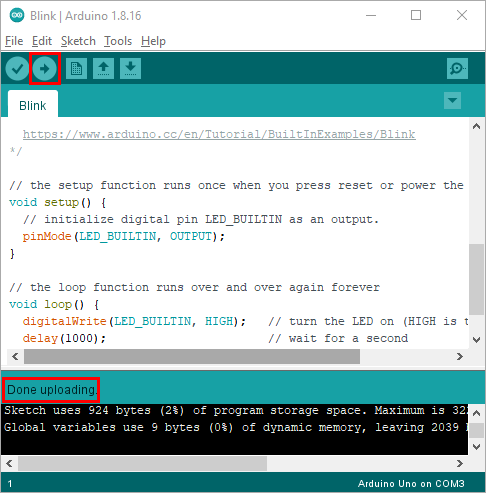 Blink | Arduino 1.8.16
File Edit Sketch Tools Help
Blink
https://www.arduino.cc/en/Tutorial/BuiltInExamples/Blink
*/
// the setup function runs once when you press reset or power the
void setup() {
// initialize digital pin LED_BUILTIN as an output.
pinMode(LED_BUILTIN, OUTPUT);
}
// the loop function runs over and over again forever
void loop() {
digitalWrite(LED_BUILTIN, HIGH); // turn the LED on (HIGH is t
delay(1000); // wait for a second
Done uploading.
Sketch uses 924 bytes (2%) of program storage space. Maximum is 322
Global variables use 9 bytes (0%) of dynamic memory, leaving 2039
1 Arduino Uno on COM3